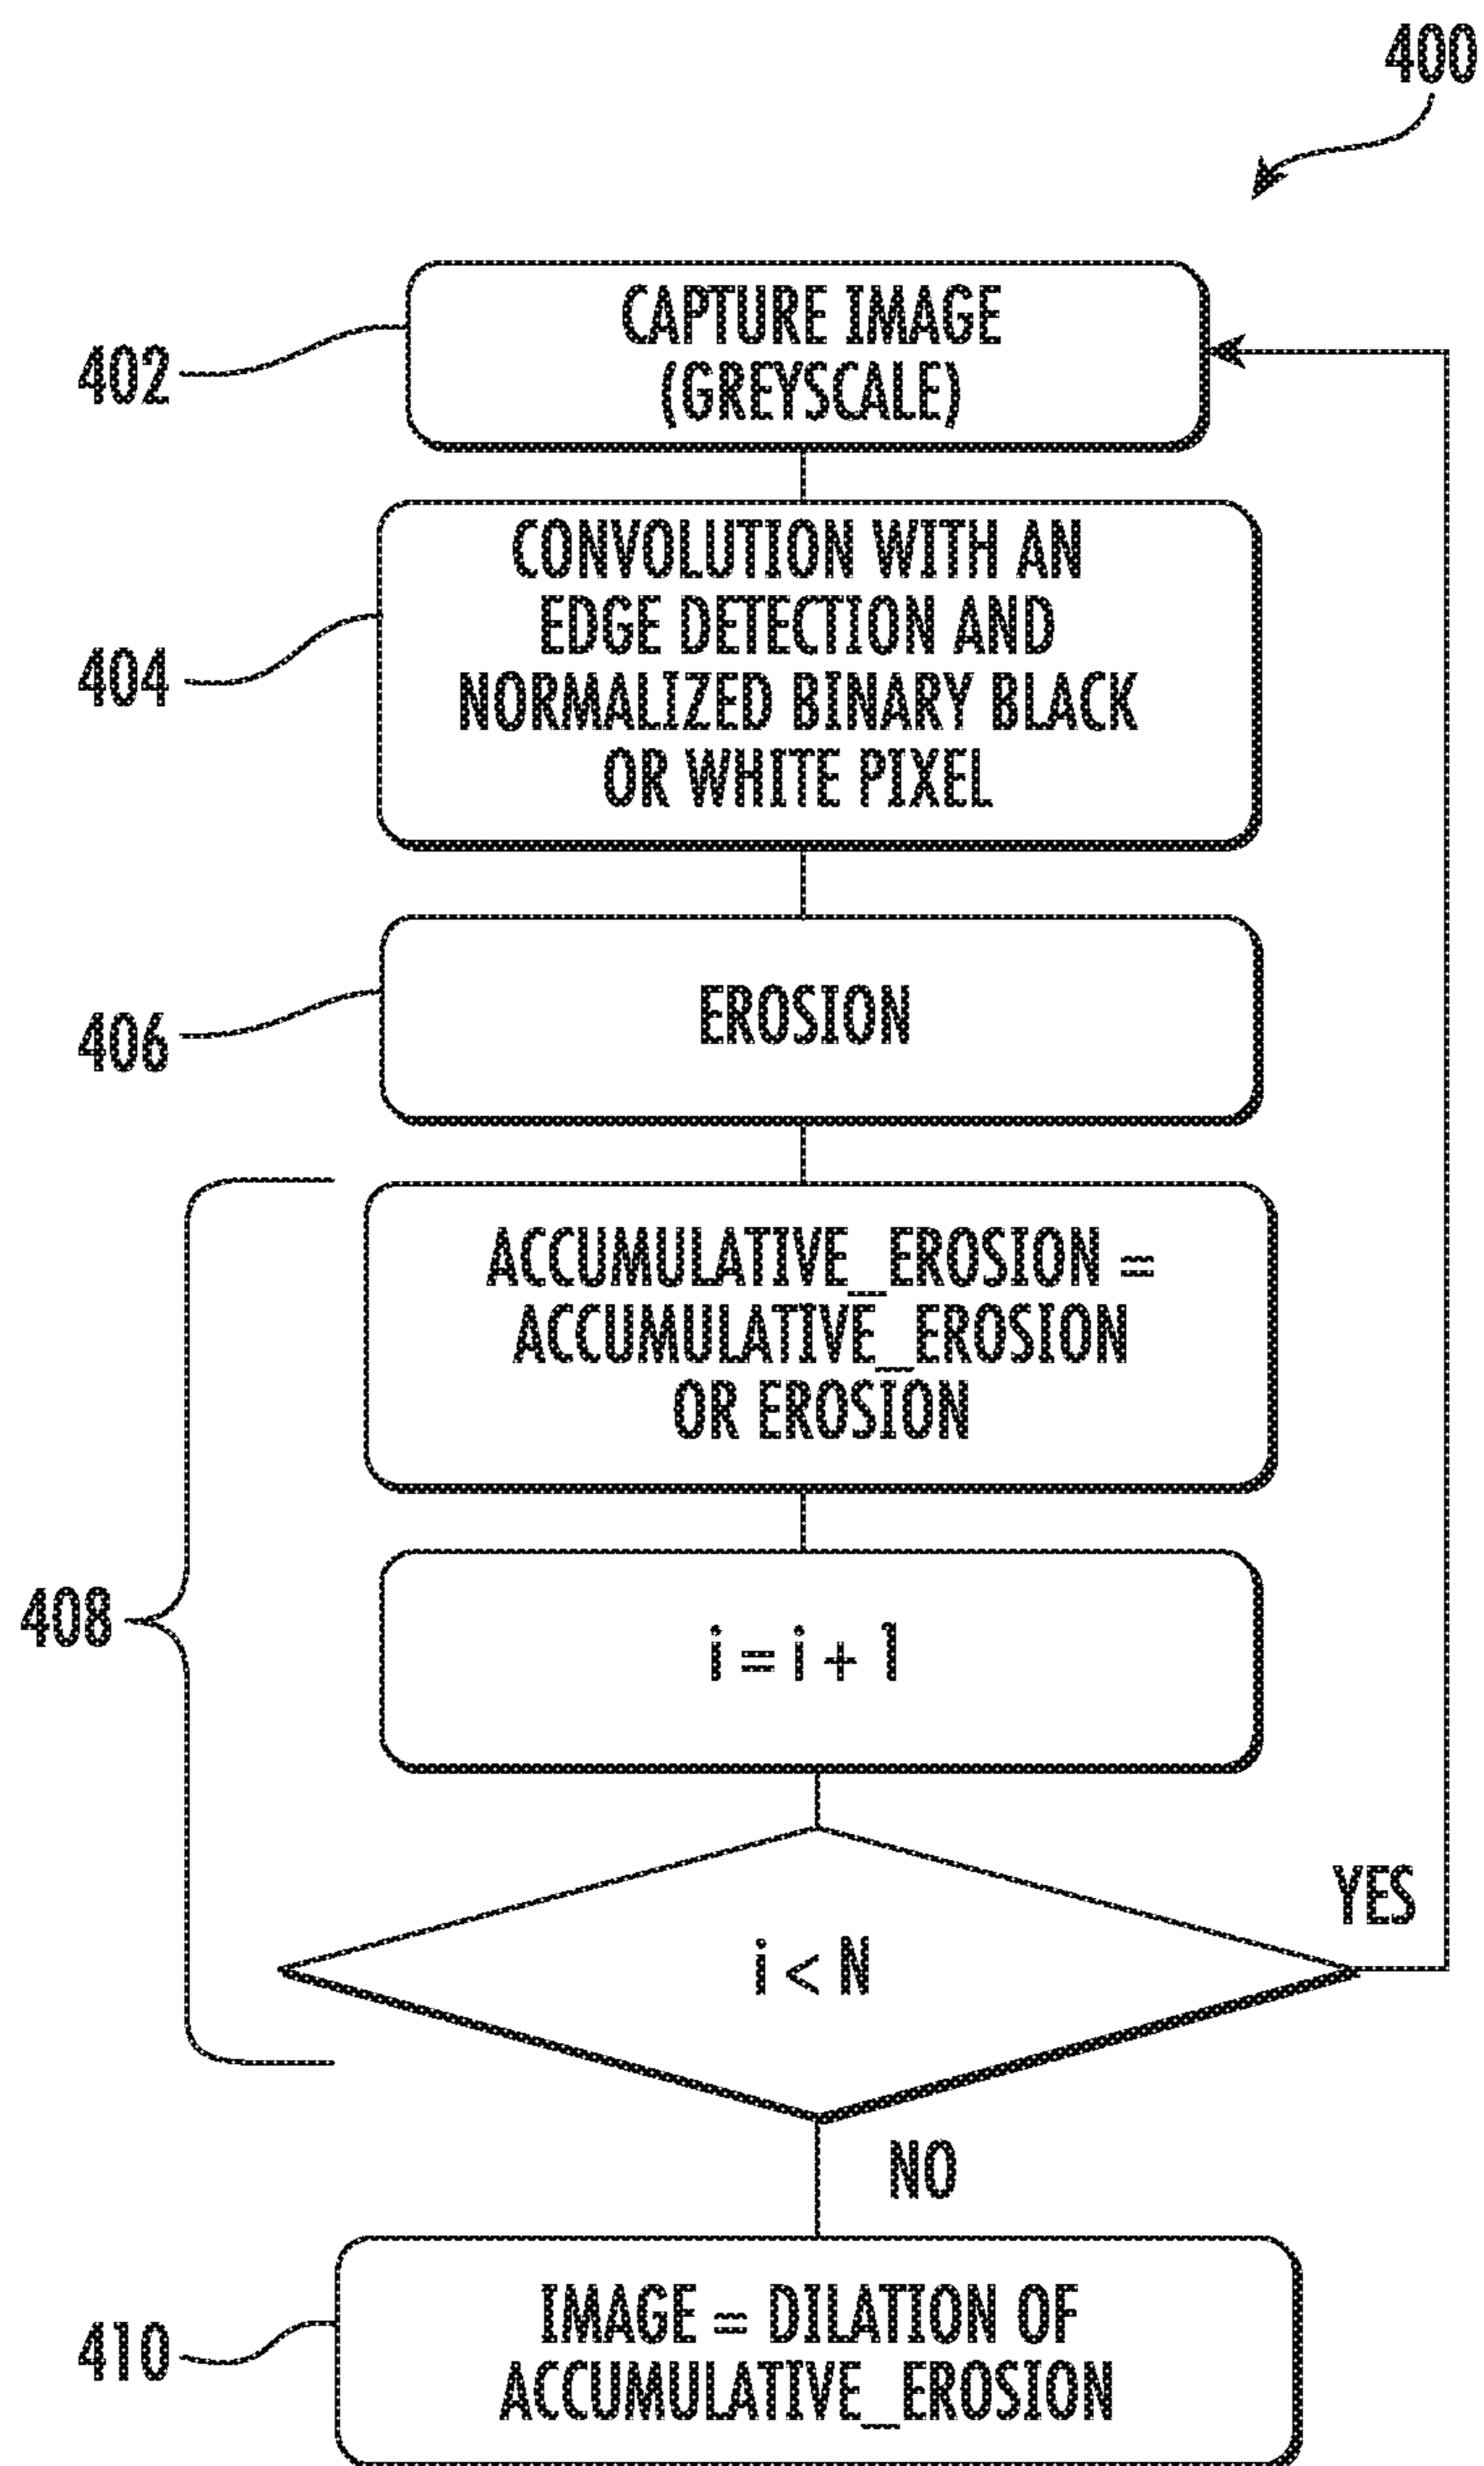 400
CAPTURE IMAGE
(GREYSCALE)
402
CONVOLUTION WITH AN
EDGE DETECTION AND
NORMALIZED BINARY BLACK
OR WHITE PIXEL
404
EROSION
406
ACCUMULATIVE_EROSION =
ACCUMULATIVE_EROSION
OR EROSION
i = i + 1
408
i < N
YES
NO
IMAGE = DILATION OF
ACCUMULATIVE_EROSION
410